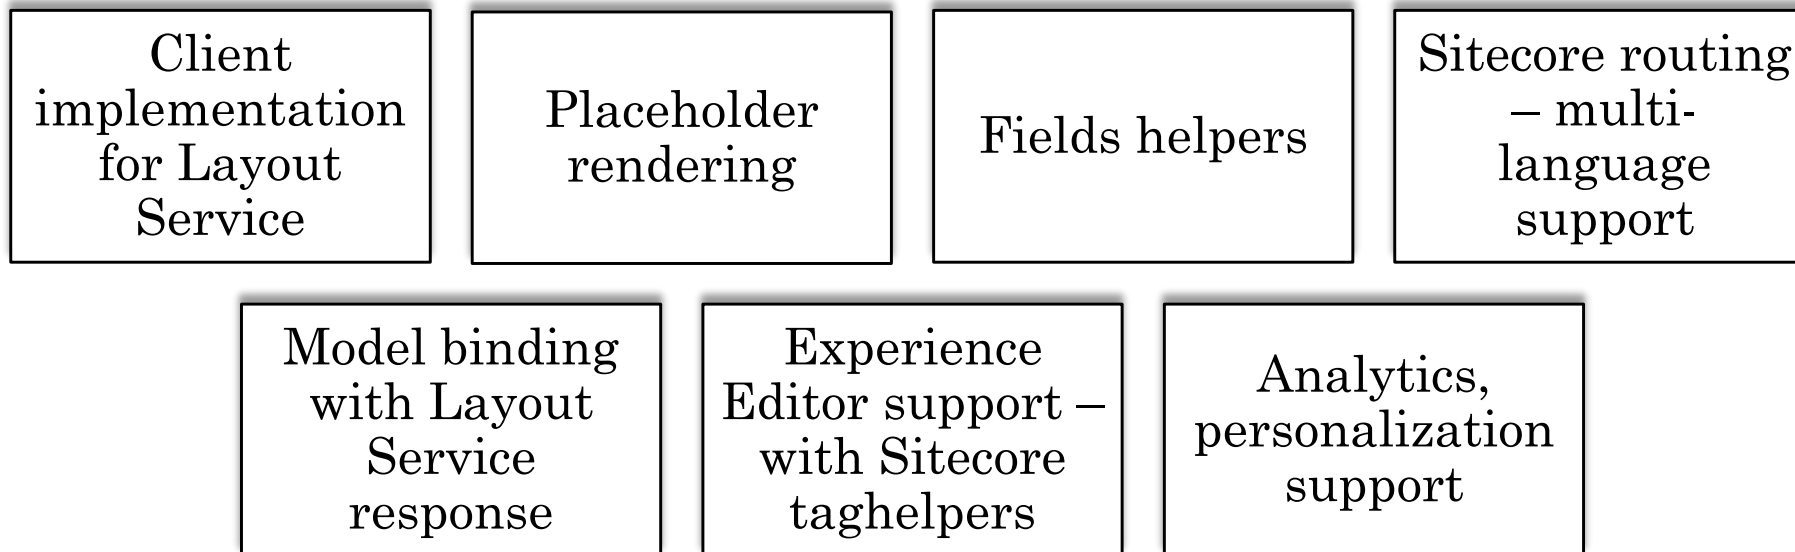 Client
implementation
for Layout
Service
Placeholder
rendering
Fields helpers
Sitecore routing
– multi-
language
support
Model binding
with Layout
Service
response
Experience
Editor support –
with Sitecore
taghelpers
Analytics,
personalization
support